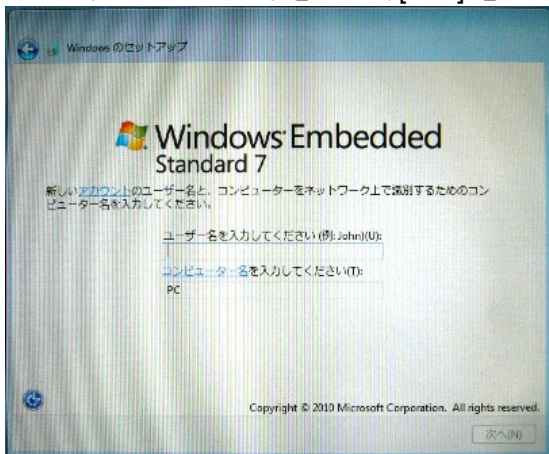 Windows のセットアップ
Windows Embedded
Standard 7
新しいアカウントのユーザー名と、コンピューターをネットワーク上で識別するためのコン
ピューター名を入力してください。
ユーザー名を入力してください (例: John)(U):
コンピューター名を入力してください(T):
PC
Copyright © 2010 Microsoft Corporation. All rights reserved.
次へ(N)